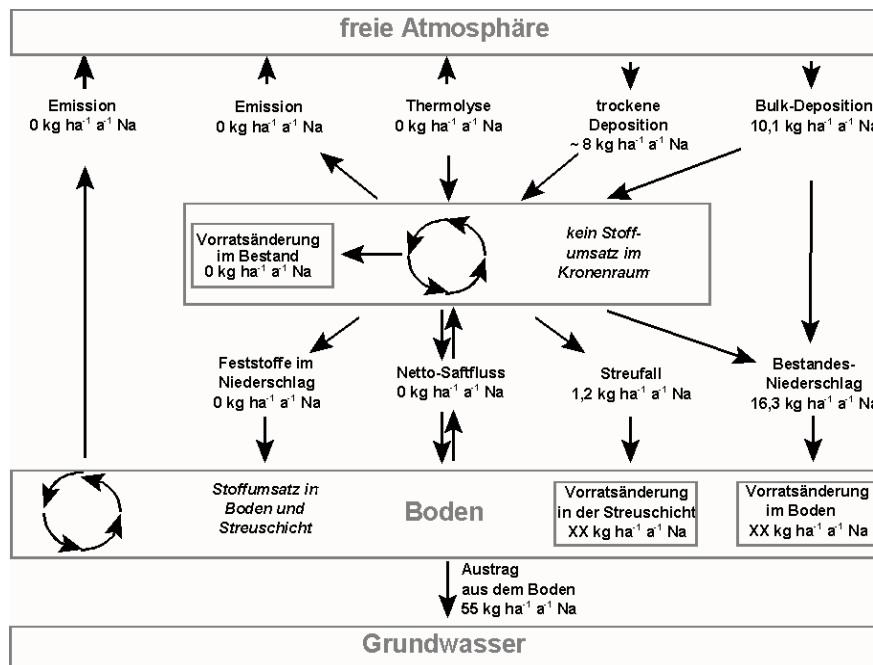 freie Atmosphäre
Emission
0 kg ha⁻¹ a⁻¹ Na
Emission
0 kg ha⁻¹ a⁻¹ Na
Thermolyse
0 kg ha⁻¹ a⁻¹ Na
trockene
Deposition
~ 8 kg ha⁻¹ a⁻¹ Na
Bulk-Deposition
10,1 kg ha⁻¹ a⁻¹ Na
Vorratsänderung
im Bestand
0 kg ha⁻¹ a⁻¹ Na
kein Stoff-
umsatz im
Kronenraum
Feststoffe im
Niederschlag
0 kg ha⁻¹ a⁻¹ Na
Netto-Saftfluss
0 kg ha⁻¹ a⁻¹ Na
Streufall
1,2 kg ha⁻¹ a⁻¹ Na
Bestandes-
Niederschlag
16,3 kg ha⁻¹ a⁻¹ Na
Stoffumsatz in
Boden und
Streuschicht
Boden
Vorratsänderung
in der Streuschicht
XX kg ha⁻¹ a⁻¹ Na
Vorratsänderung
im Boden
XX kg ha⁻¹ a⁻¹ Na
Austrag
aus dem Boden
55 kg ha⁻¹ a⁻¹ Na
Grundwasser